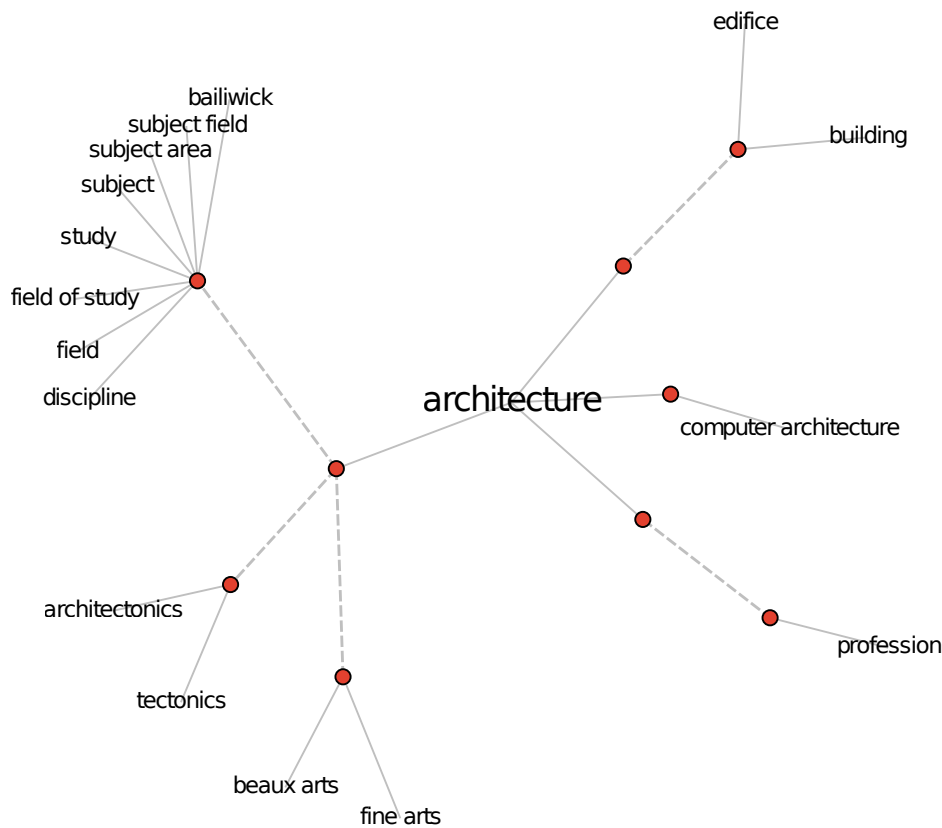 edifice
bailiwick
subject field
building
subject area
subject
study
field of study
field
discipline
architecture
computer architecture
architectonics
profession
tectonics
beaux arts
fine arts